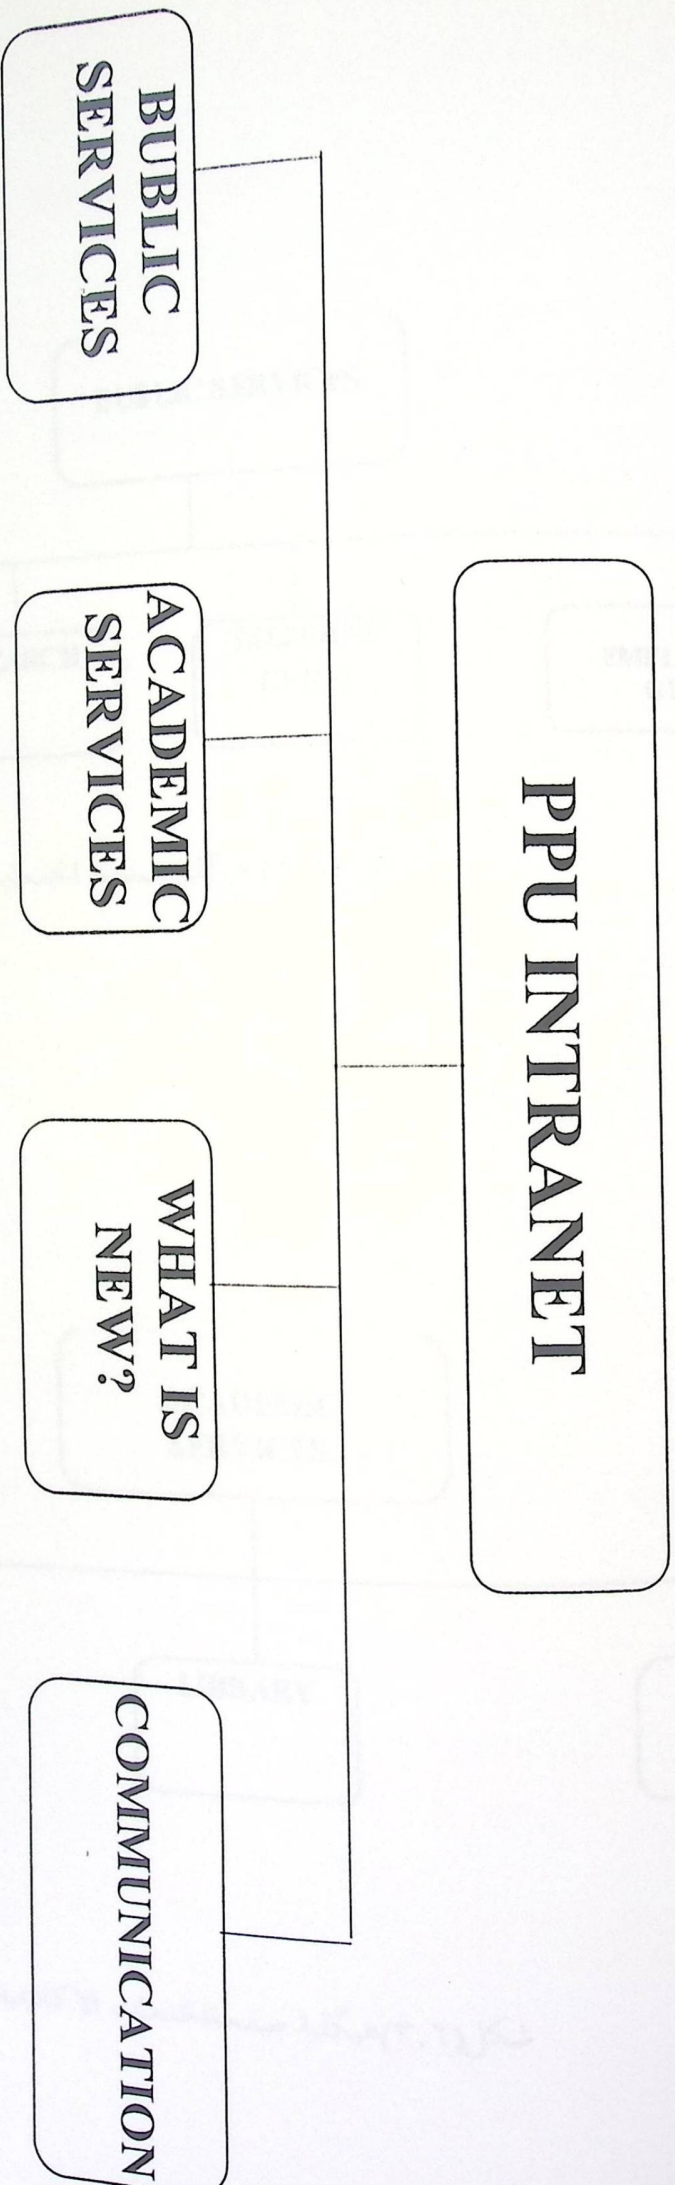 PPU INTRANET
BUBLIC
SERVICES
ACADEMIC
SERVICES
WHAT IS
NEW?
COMMUNICATION